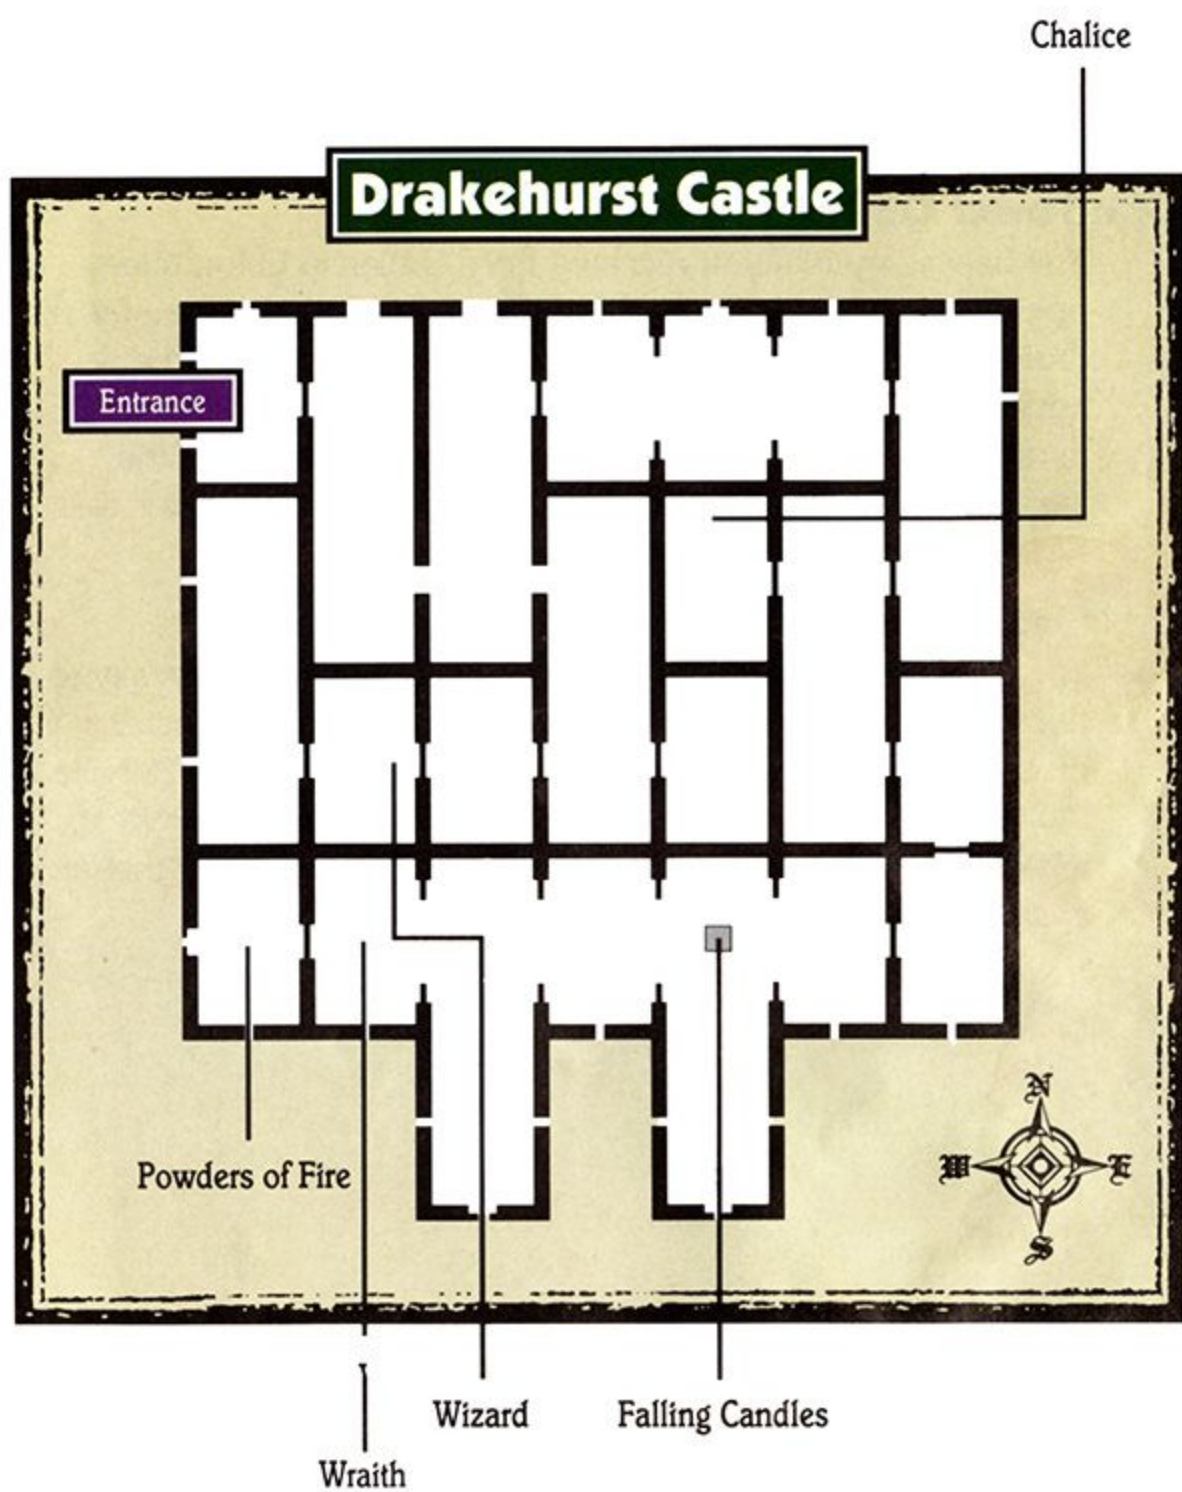 Chalice
Drakehurst Castle
Entrance
N
W E
S
Powders of Fire
Wizard
Falling Candles
Wraith